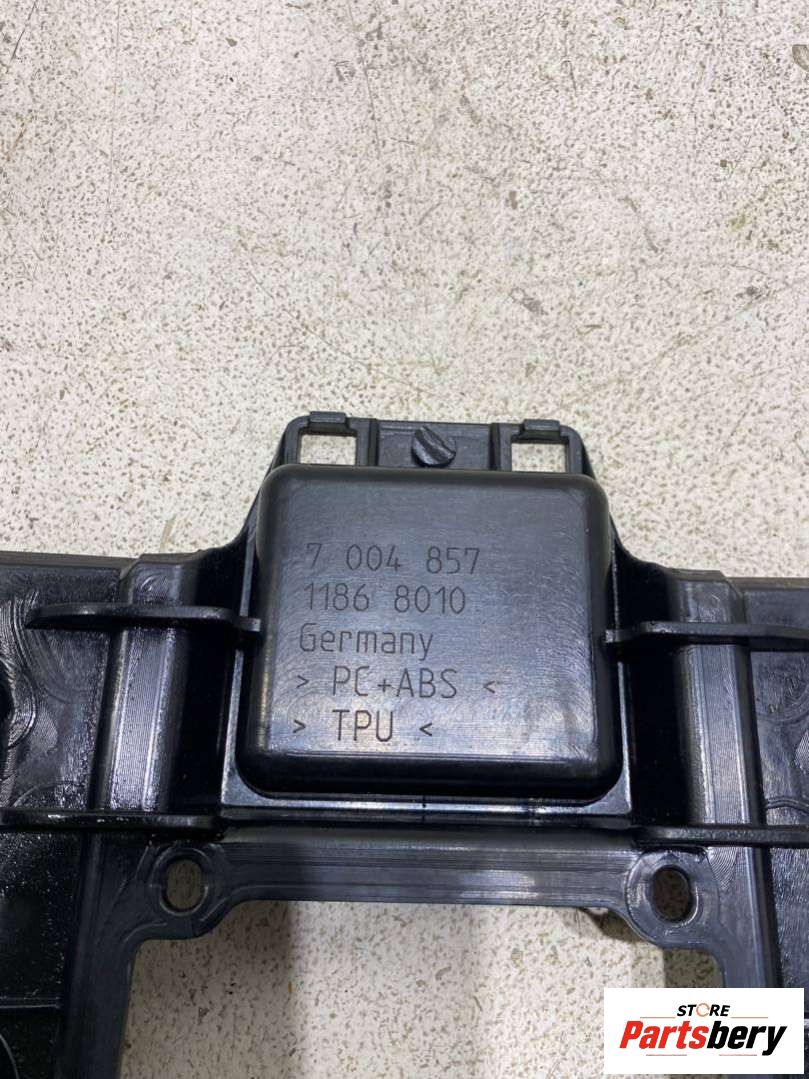 7 004 857
1186 8010
Germany
> PC+ABS <
> TPU <
STORE
Partsbery